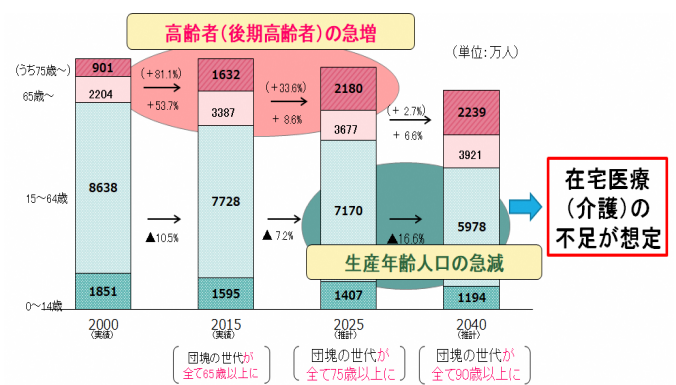 高齢者（後期高齢者）の急増
（単位：万人）
（うち75歳～）
65歳～
15～64歳
0～14歳
901
2204
8638
1851
(＋81.1%)
＋53.7%
▲10.5%
1632
3387
7728
1595
(＋33.6%)
＋ 8.6%
▲ 7.2%
2180
3677
7170
1407
(＋ 2.7%)
＋ 6.6%
▲16.6%
2239
3921
5978
1194
生産年齢人口の急減
在宅医療
（介護）の
不足が想定
2000
（実績）
2015
（実績）
2025
（推計）
2040
（推計）
団塊の世代が
全て65歳以上に
団塊の世代が
全て75歳以上に
団塊の世代が
全て90歳以上に